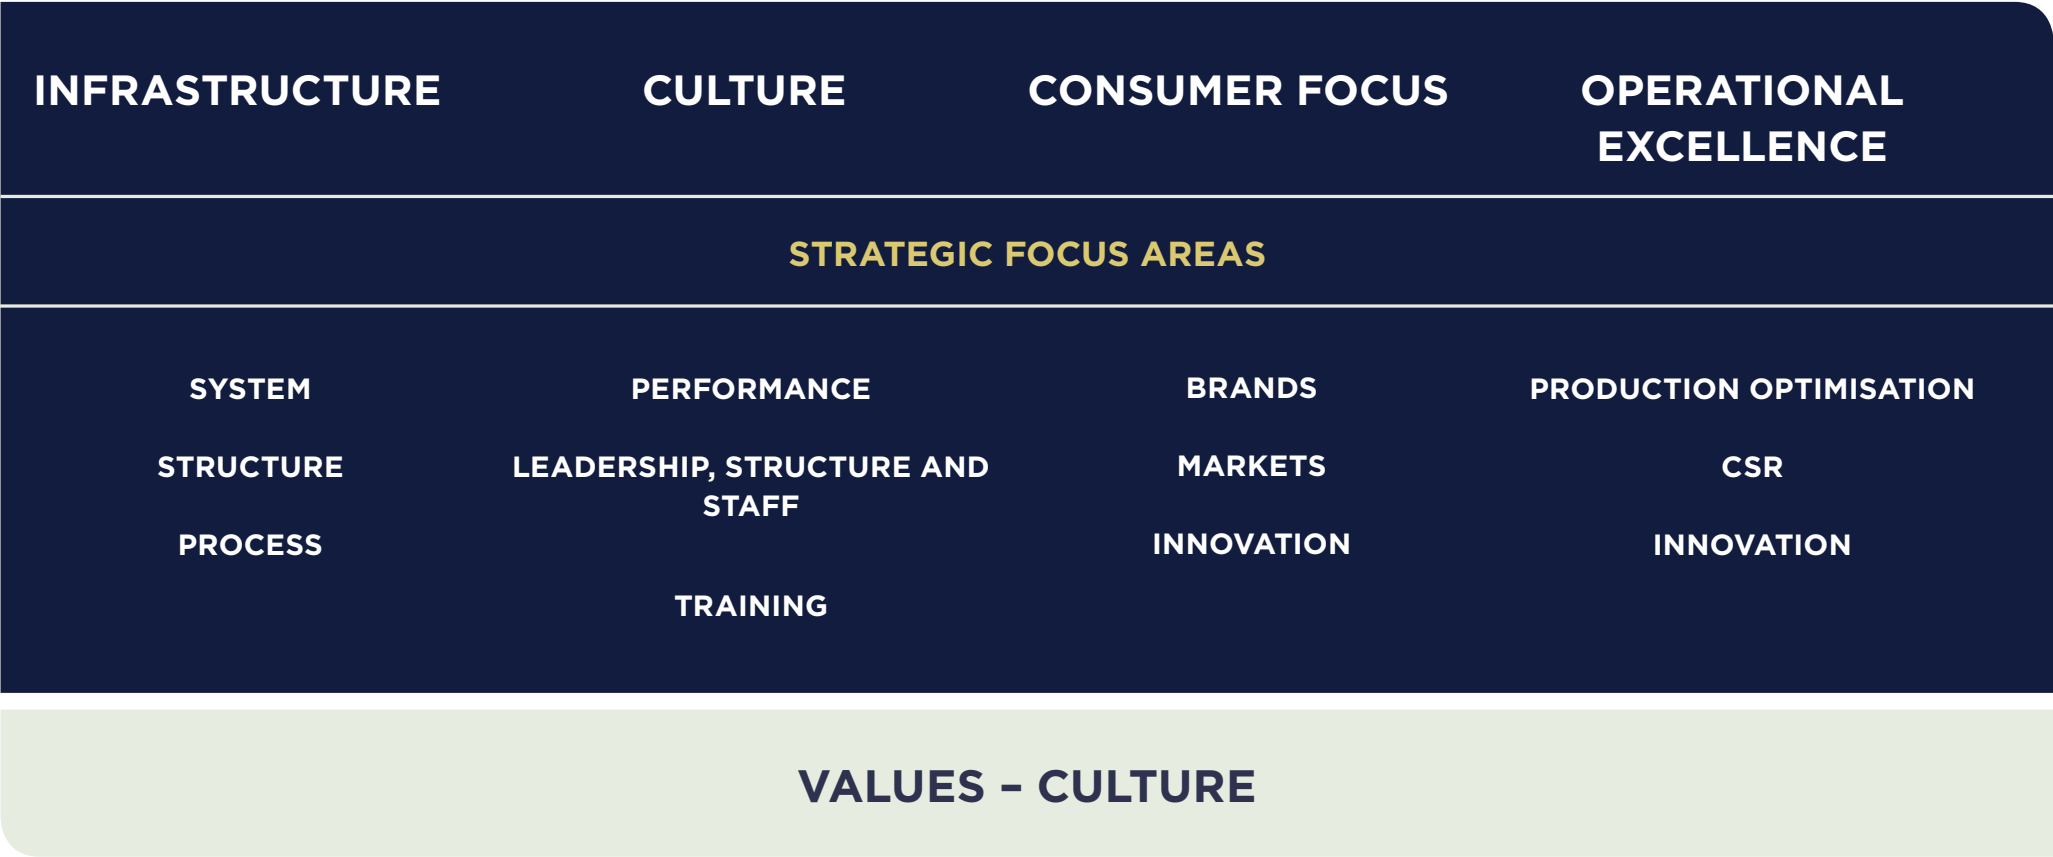 INFRASTRUCTURE
CULTURE
CONSUMER FOCUS
OPERATIONAL
EXCELLENCE
STRATEGIC FOCUS AREAS
SYSTEM
STRUCTURE
PROCESS
PERFORMANCE
LEADERSHIP, STRUCTURE AND
STAFF
TRAINING
BRANDS
MARKETS
INNOVATION
PRODUCTION OPTIMISATION
CSR
INNOVATION
VALUES – CULTURE